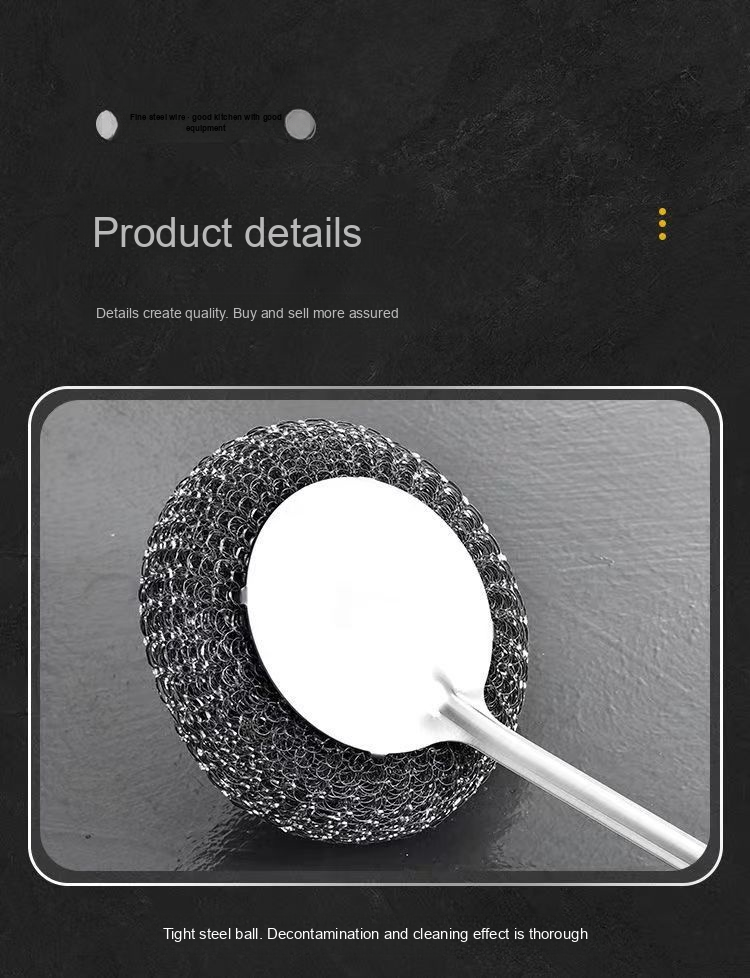 Fine steel wire · good kitchen with good
equipment
Product details
Details create quality. Buy and sell more assured
Tight steel ball. Decontamination and cleaning effect is thorough